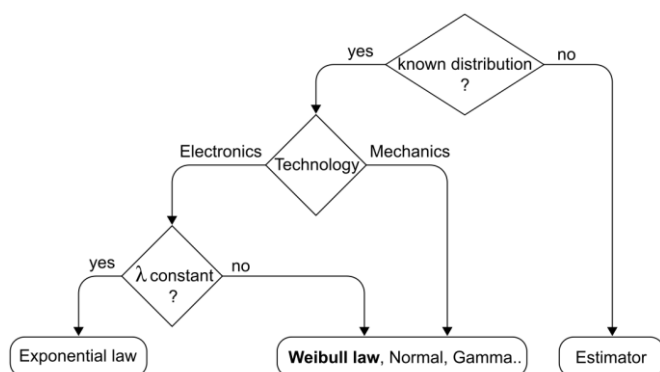 known distribution
?
yes
no
Technology
Electronics
Mechanics
λ constant
?
yes
no
Exponential law
Weibull law, Normal, Gamma..
Estimator